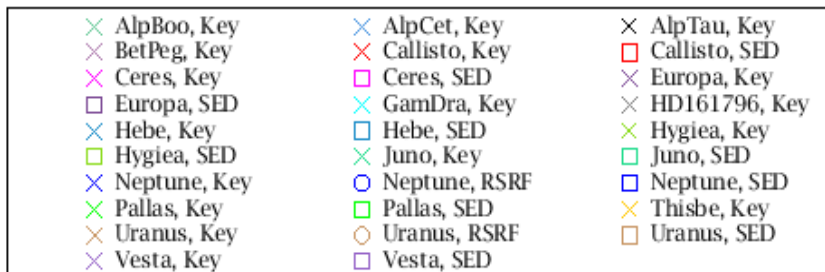 AlpBoo, Key AlpCet, Key AlpTau, Key
BetPeg, Key Callisto, Key Callisto, SED
Ceres, Key Ceres, SED Europa, Key
Europa, SED GamDra, Key HD161796, Key
Hebe, Key Hebe, SED Hygiea, Key
Hygiea, SED Juno, Key Juno, SED
Neptune, Key Neptune, RSRF Neptune, SED
Pallas, Key Pallas, SED Thisbe, Key
Uranus, Key Uranus, RSRF Uranus, SED
Vesta, Key Vesta, SED